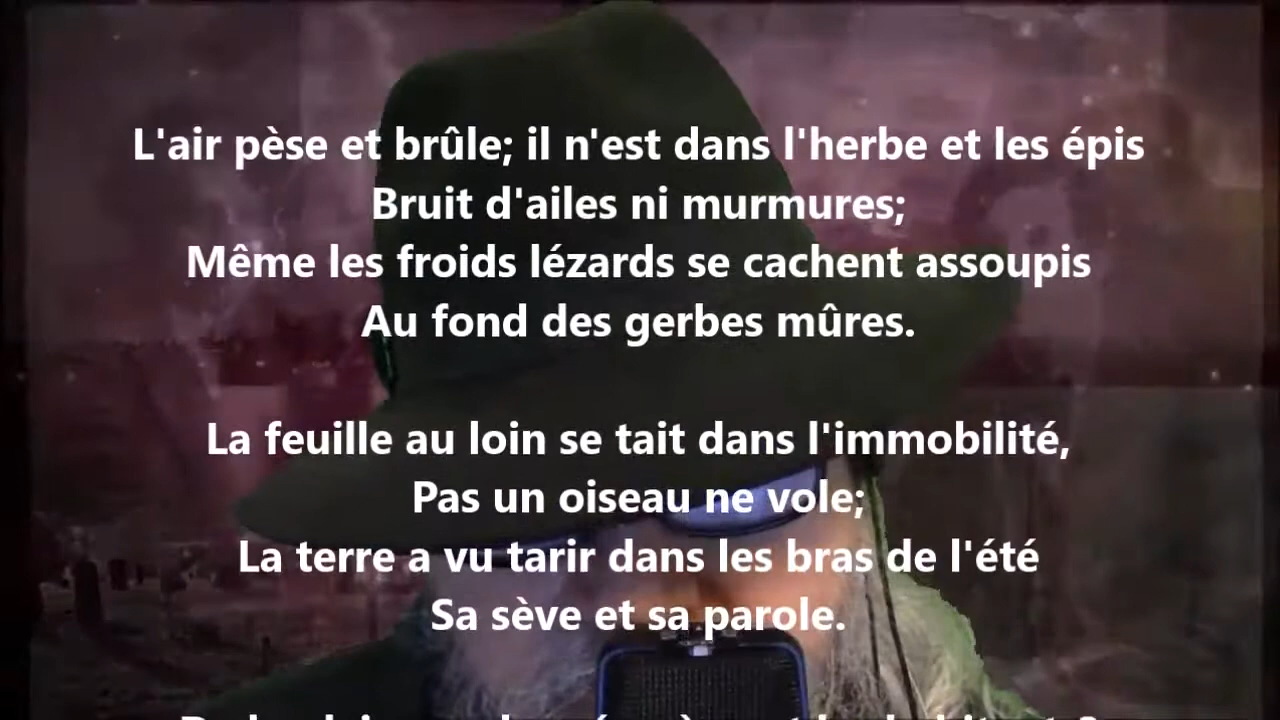 L'air pèse et brûle; il n'est dans l'herbe et les épis
Bruit d'ailes ni murmures;
Même les froids lézards se cachent assoupis
Au fond des gerbes mûres.
La feuille au loin se tait dans l'immobilité,
Pas un oiseau ne vole;
La terre a vu tarir dans les bras de l'été
Sa sève et sa parole.